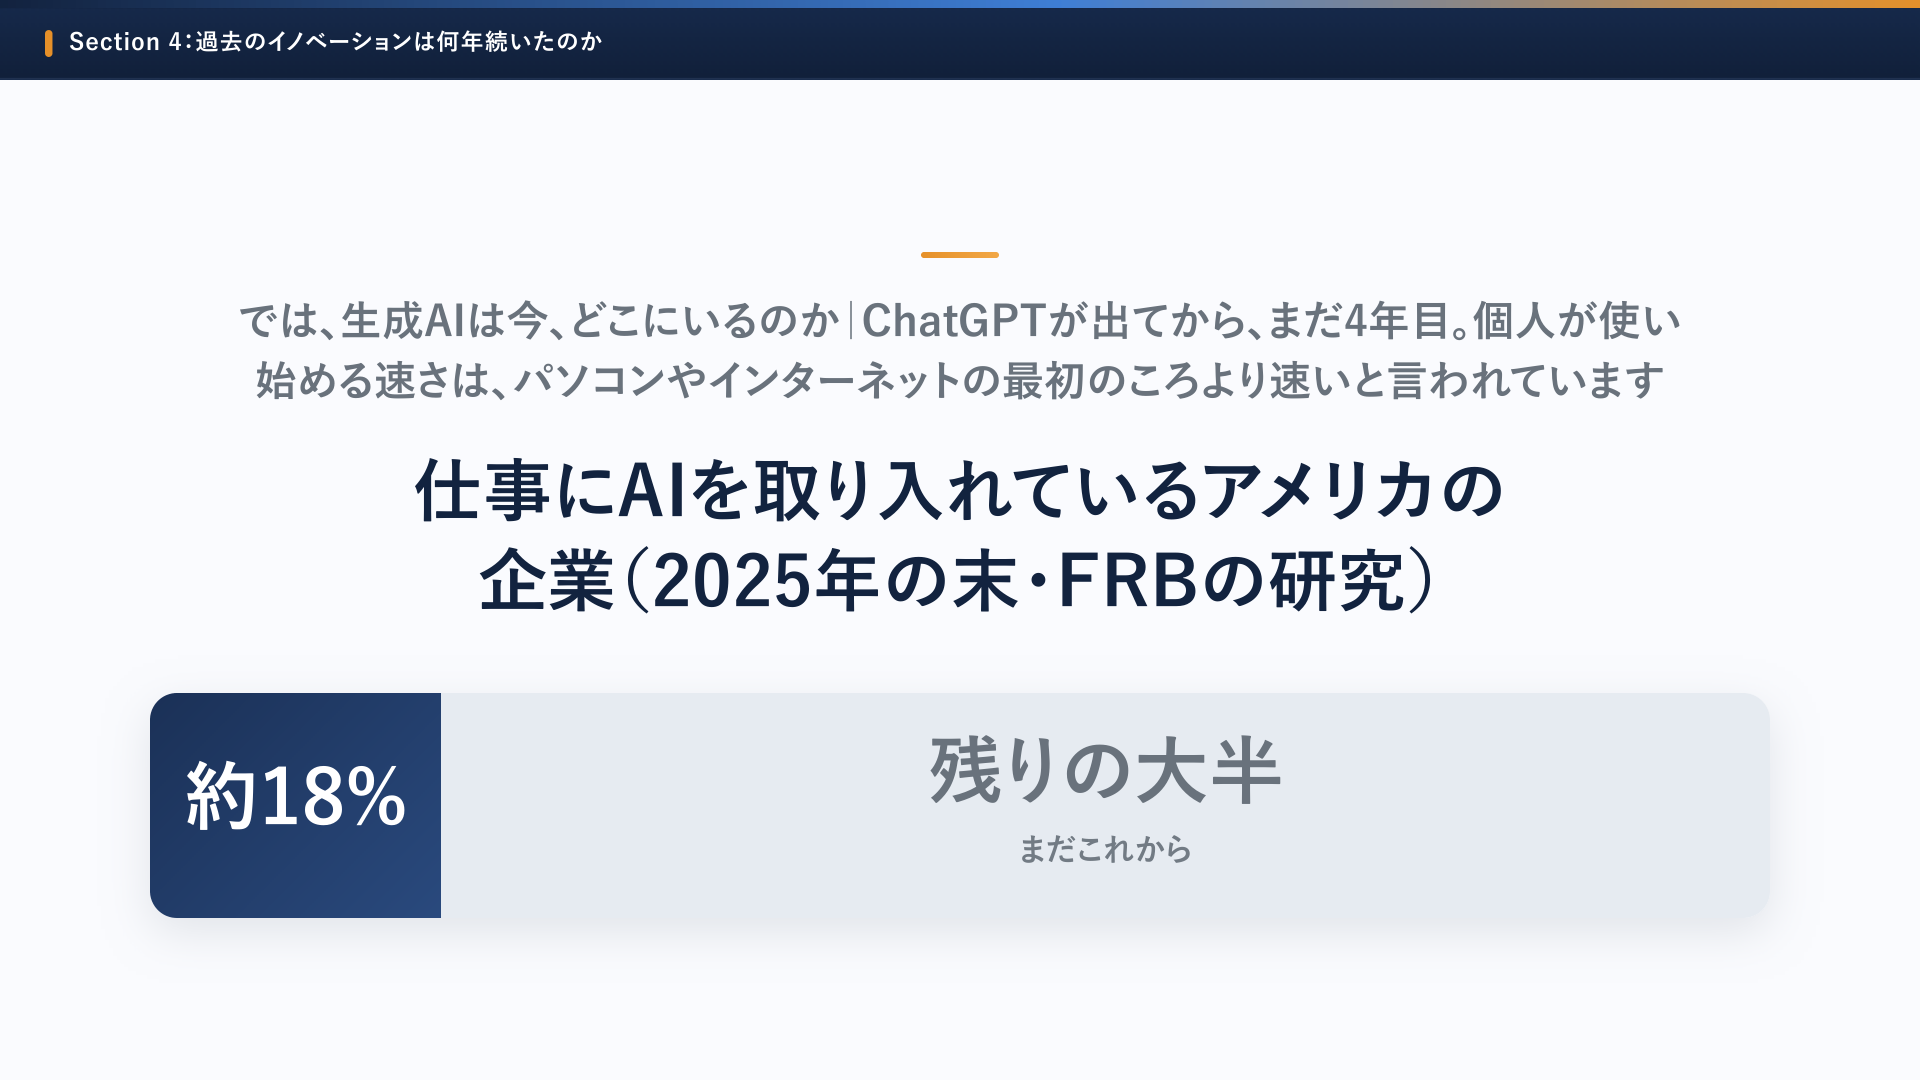 Section 4：過去のイノベーションは何年続いたのか
では、生成AIは今、どこにいるのか｜ChatGPTが出てから、まだ4年目。個人が使い
始める速さは、パソコンやインターネットの最初のころより速いと言われています
仕事にAIを取り入れているアメリカの
企業（2025年の末・FRBの研究）
約18%
残りの大半
まだこれから